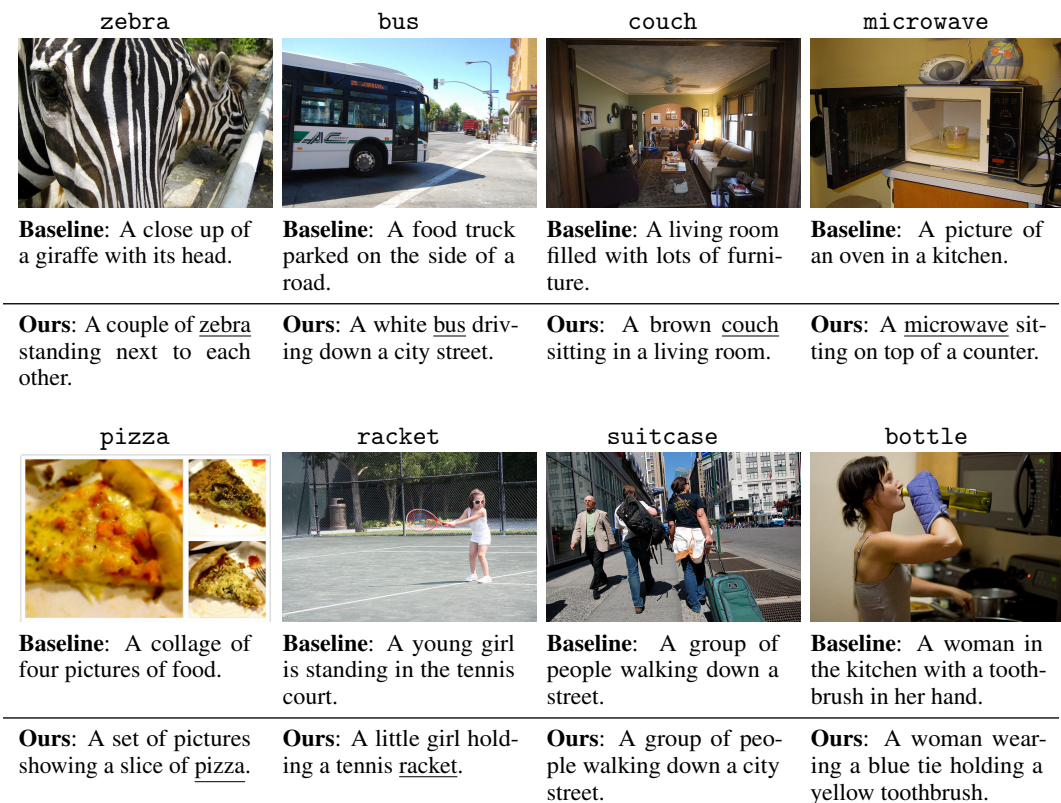 zebra bus couch microwave
Baseline: A close up of
a giraffe with its head.
Baseline: A food truck
parked on the side of a
road.
Baseline: A living room
filled with lots of furni-
ture.
Baseline: A picture of
an oven in a kitchen.
Ours: A couple of zebra
standing next to each
other.
Ours: A white bus driv-
ing down a city street.
Ours: A brown couch
sitting in a living room.
Ours: A microwave sit-
ting on top of a counter.
pizza racket suitcase bottle
Baseline: A collage of
four pictures of food.
Baseline: A young girl
is standing in the tennis
court.
Baseline: A group of
people walking down a
street.
Baseline: A woman in
the kitchen with a tooth-
brush in her hand.
Ours: A set of pictures
showing a slice of pizza.
Ours: A little girl hold-
ing a tennis racket.
Ours: A group of peo-
ple walking down a city
street.
Ours: A woman wear-
ing a blue tie holding a
yellow toothbrush.